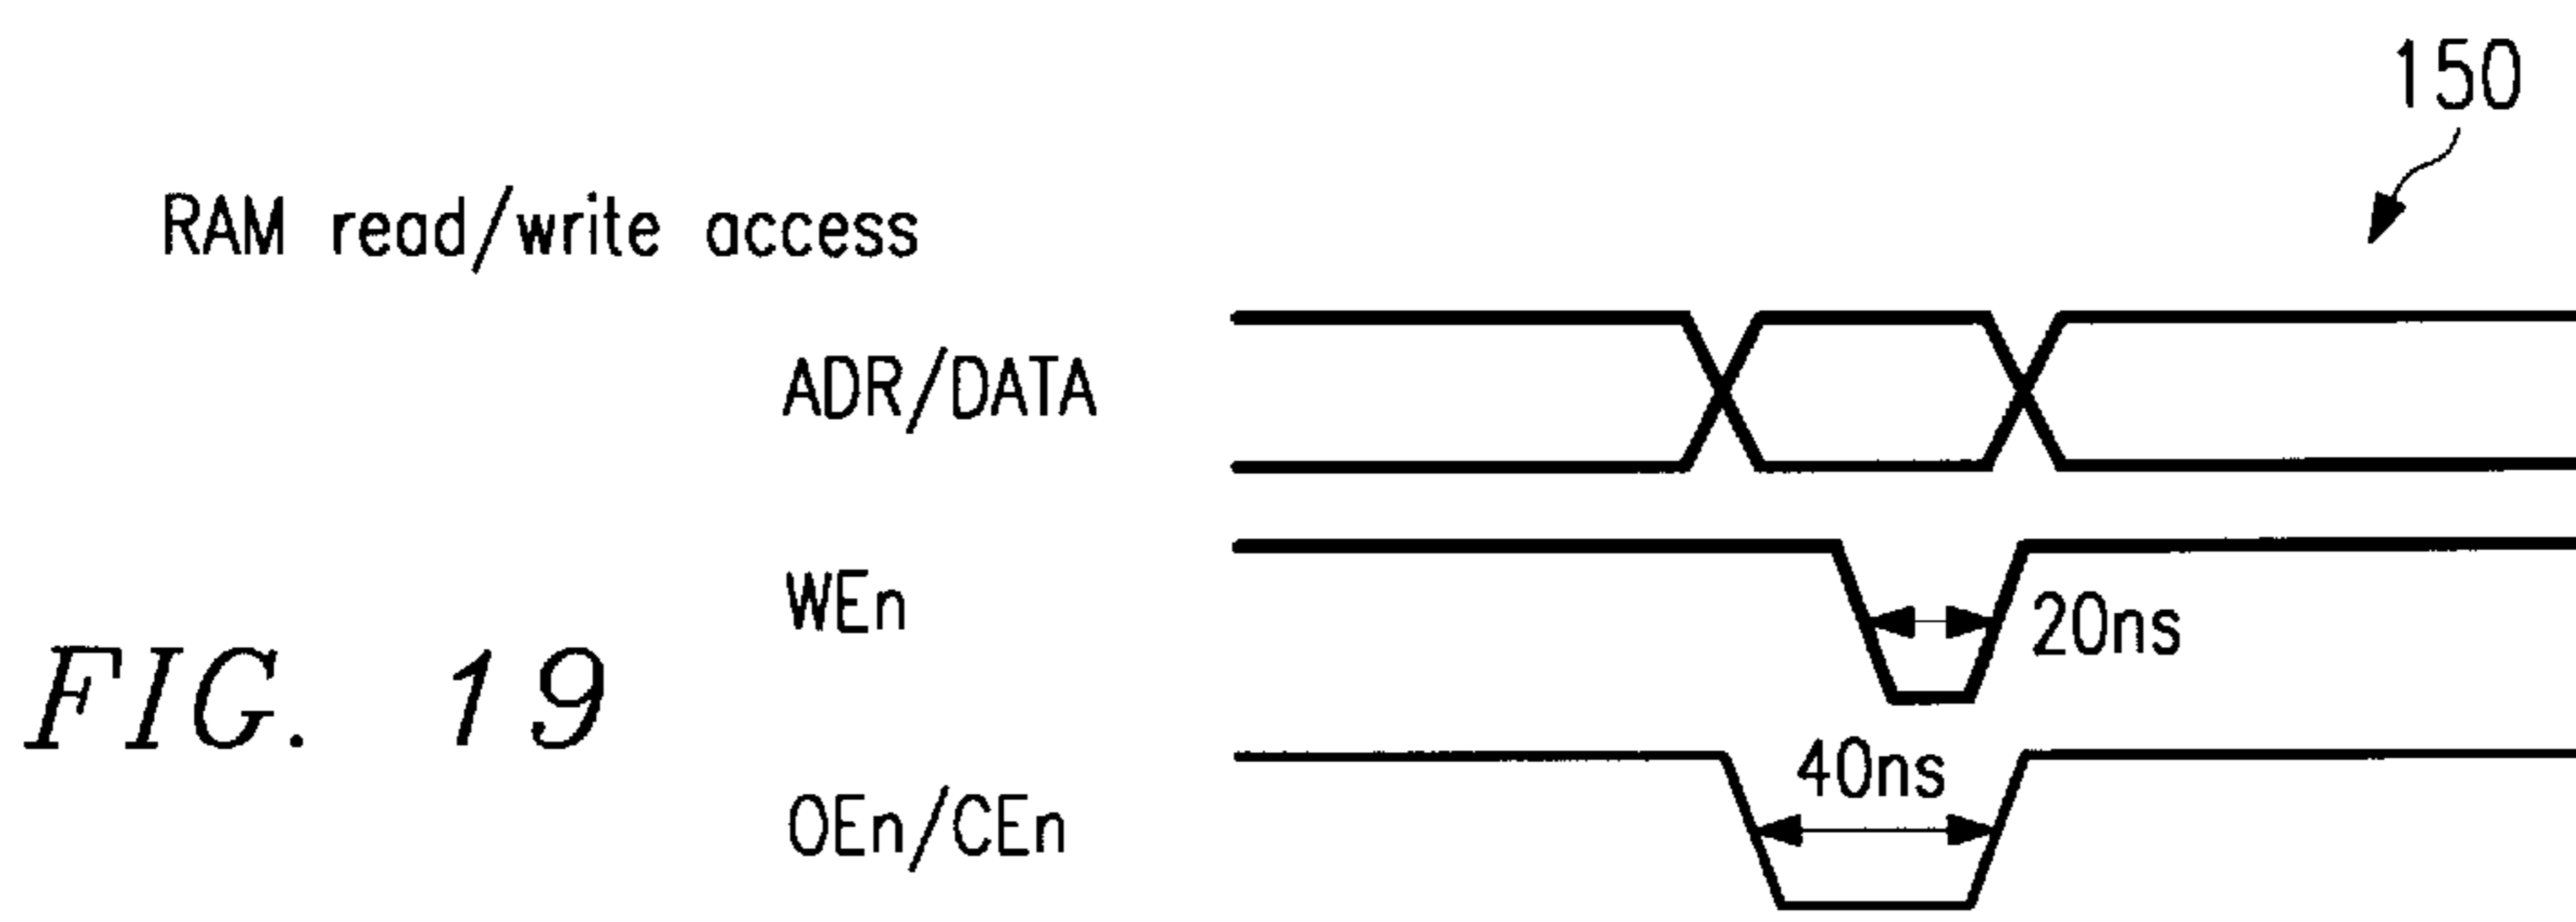 150
RAM read/write access
ADR/DATA
WEn
20ns
FIG. 19
40ns
OEn/CEn